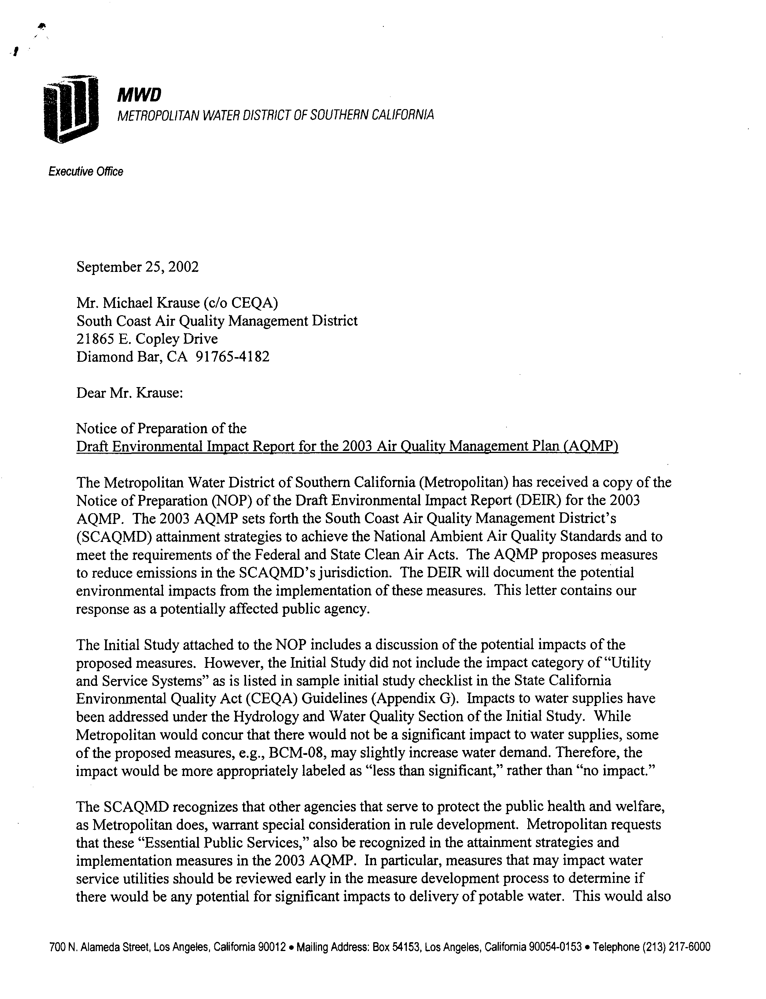 MWD
METROPOLITAN WATER DISTRICT OF SOUTHERN CALIFORNIA
Executive Office
September 25, 2002
Mr. Michael Krause (c/o CEQA)
South Coast Air Quality Management District
21865 E. Copley Drive
Diamond Bar, CA  91765-4182
Dear Mr. Krause:
Notice of Preparation of the
Draft Environmental Impact Report for the 2003 Air Quality Management Plan (AQMP)
The Metropolitan Water District of Southern California (Metropolitan) has received a copy of the
Notice of Preparation (NOP) of the Draft Environmental Impact Report (DEIR) for the 2003
AQMP.  The 2003 AQMP sets forth the South Coast Air Quality Management District's
(SCAQMD) attainment strategies to achieve the National Ambient Air Quality Standards and to
meet the requirements of the Federal and State Clean Air Acts.  The AQMP proposes measures
to reduce emissions in the SCAQMD's jurisdiction.  The DEIR will document the potential
environmental impacts from the implementation of these measures.  This letter contains our
response as a potentially affected public agency.
The Initial Study attached to the NOP includes a discussion of the potential impacts of the
proposed measures.  However, the Initial Study did not include the impact category of “Utility
and Service Systems” as is listed in sample initial study checklist in the State California
Environmental Quality Act (CEQA) Guidelines (Appendix G).  Impacts to water supplies have
been addressed under the Hydrology and Water Quality Section of the Initial Study.  While
Metropolitan would concur that there would not be a significant impact to water supplies, some
of the proposed measures, e.g., BCM-08, may slightly increase water demand. Therefore, the
impact would be more appropriately labeled as “less than significant,” rather than “no impact.”
The SCAQMD recognizes that other agencies that serve to protect the public health and welfare,
as Metropolitan does, warrant special consideration in rule development.  Metropolitan requests
that these “Essential Public Services,” also be recognized in the attainment strategies and
implementation measures in the 2003 AQMP.  In particular, measures that may impact water
service utilities should be reviewed early in the measure development process to determine if
there would be any potential for significant impacts to delivery of potable water.  This would also
700 N. Alameda Street, Los Angeles, California 90012 • Mailing Address: Box 54153, Los Angeles, California 90054-0153 • Telephone (213) 217-6000